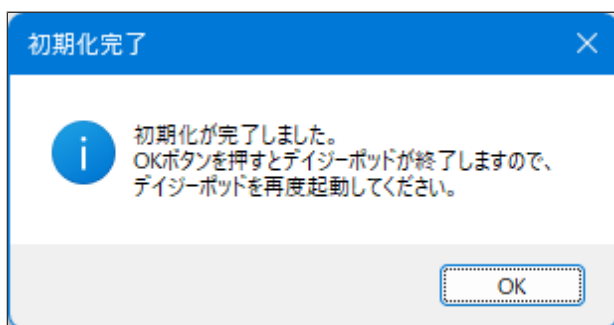 初期化完了
初期化が完了しました。
OKボタンを押すとデイジーポッドが終了しますので、
デイジーポッドを再度起動してください。
OK